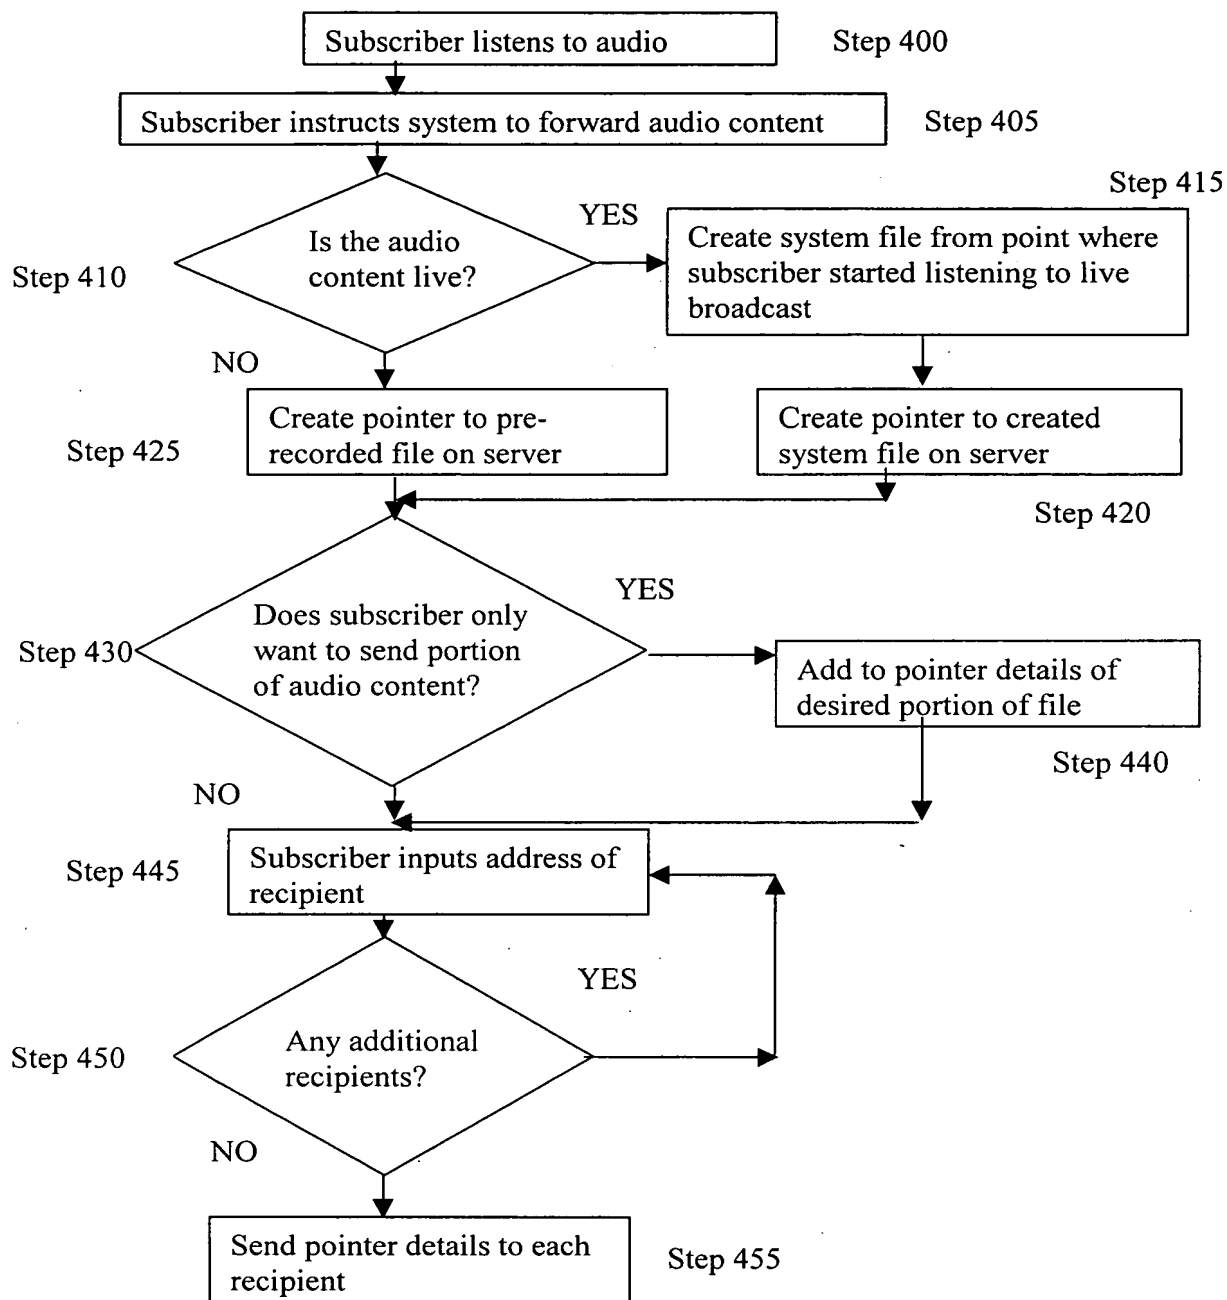 Subscriber listens to audio
Step 400
Subscriber instructs system to forward audio content
Step 405
Step 415
YES
Is the audio
content live?
Create system file from point where
subscriber started listening to live
broadcast
Step 410
NO
Create pointer to pre-
recorded file on server
Create pointer to created
system file on server
Step 425
Step 420
YES
Does subscriber only
want to send portion
of audio content?
Step 430
Add to pointer details of
desired portion of file
Step 440
NO
Subscriber inputs address of
recipient
Step 445
YES
Any additional
recipients?
Step 450
NO
Send pointer details to each
recipient
Step 455